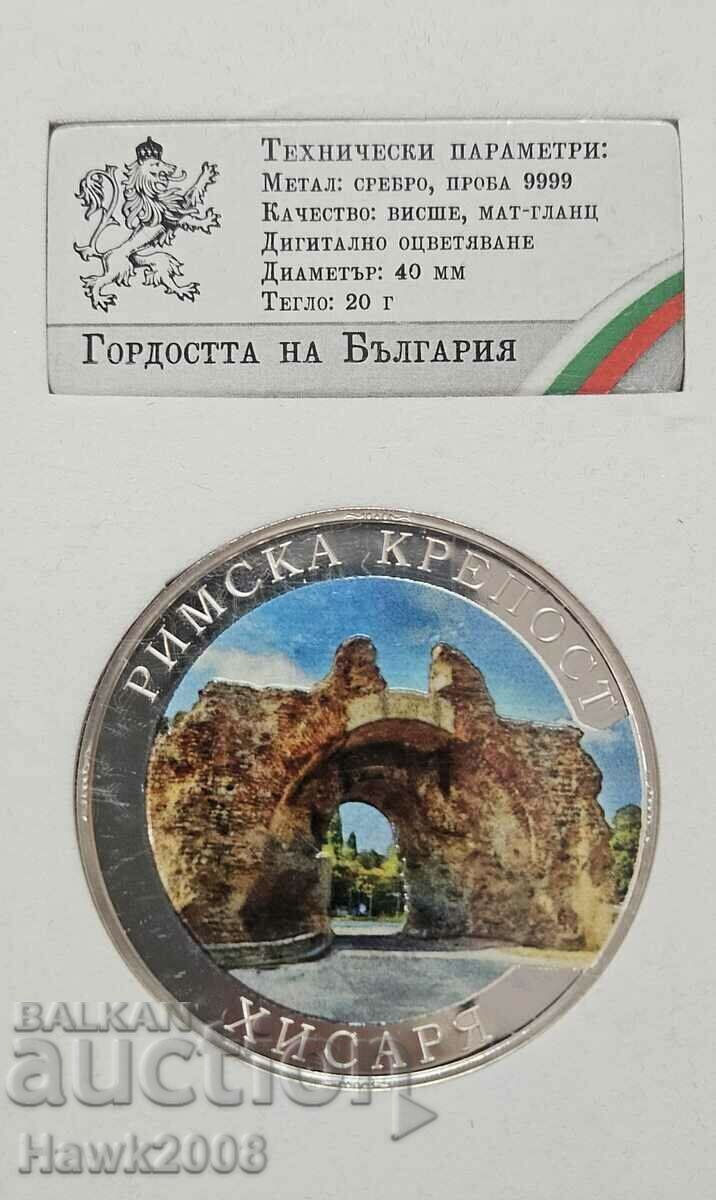 Технически параметри:
Метал: сребро, проба 9999
Качество: висше, мат-гланц
Дигитално оцветяване
Диаметър: 40 мм
Тегло: 20 г
Гордостта на България
РИМСКА КРЕПОСТ
ХИСАРЯ
BALKAN
auction
Hawk2008